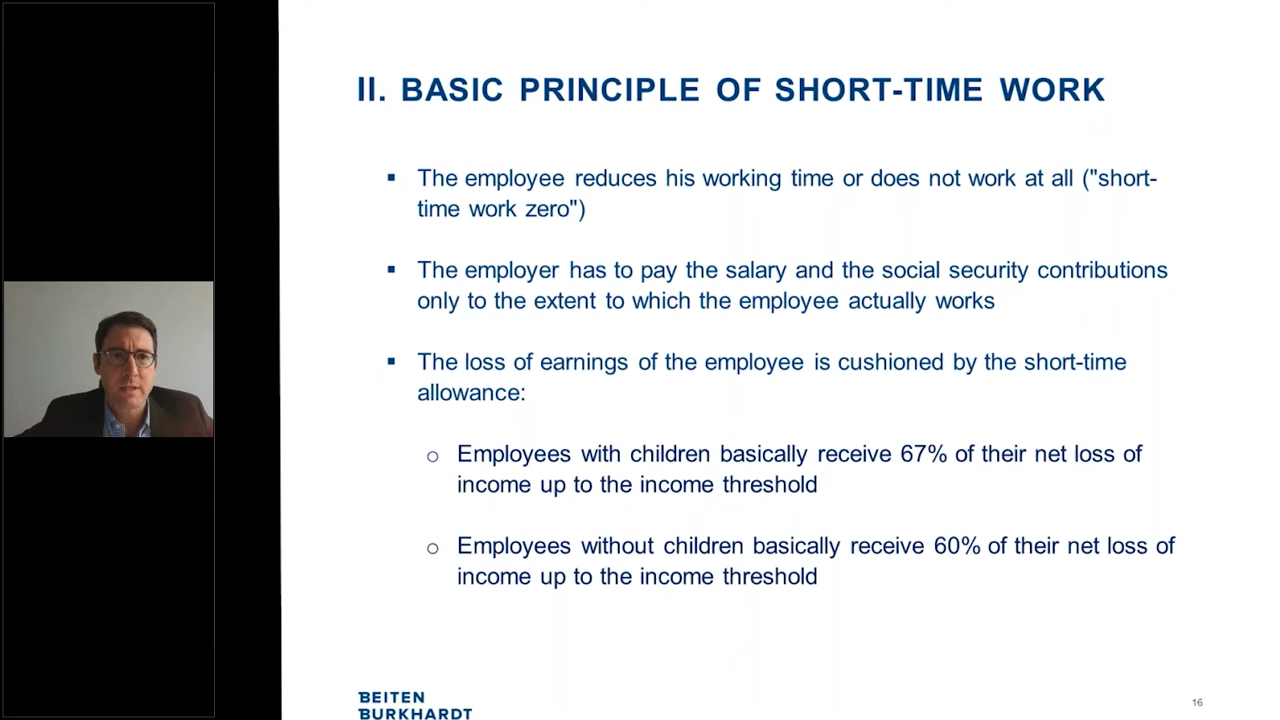 II. BASIC PRINCIPLE OF SHORT-TIME WORK
▪ The employee reduces his working time or does not work at all ("short-
time work zero")
▪ The employer has to pay the salary and the social security contributions
only to the extent to which the employee actually works
▪ The loss of earnings of the employee is cushioned by the short-time
allowance:
o Employees with children basically receive 67% of their net loss of
income up to the income threshold
o Employees without children basically receive 60% of their net loss of
income up to the income threshold
BEITEN
BURKHARDT
16